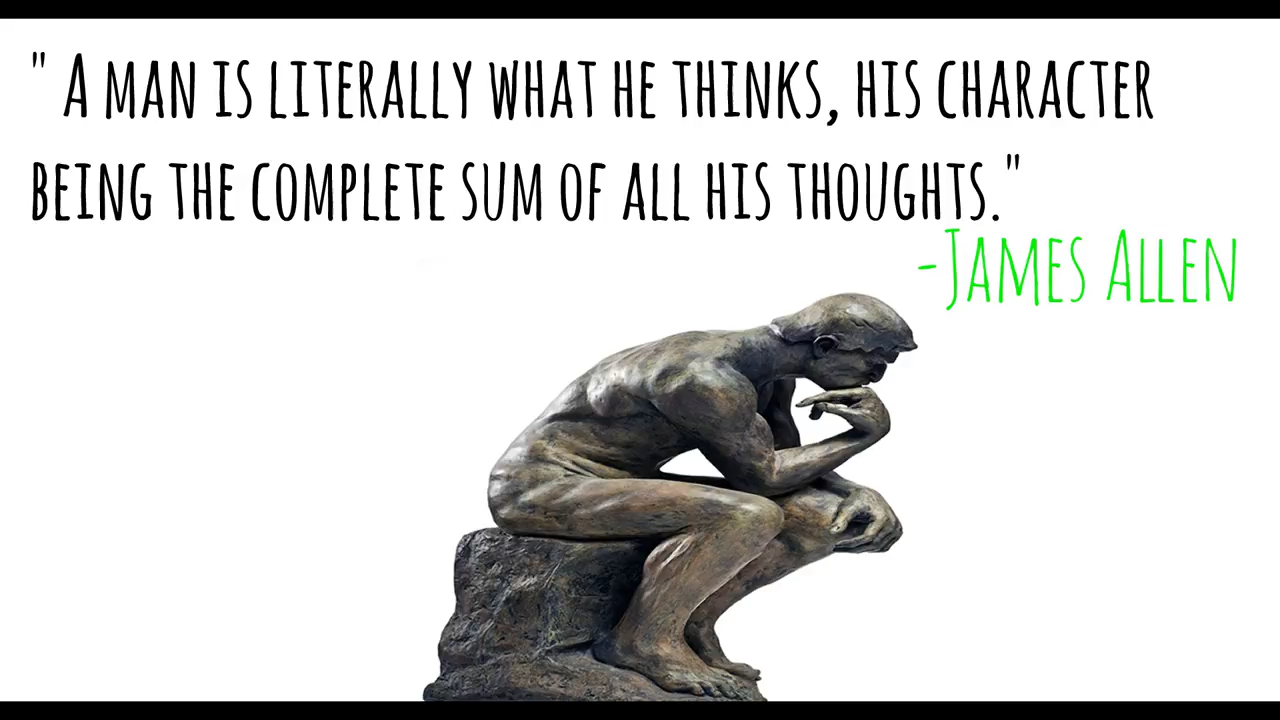 " A man is literally what he thinks, his character
being the complete sum of all his thoughts."
-James Allen